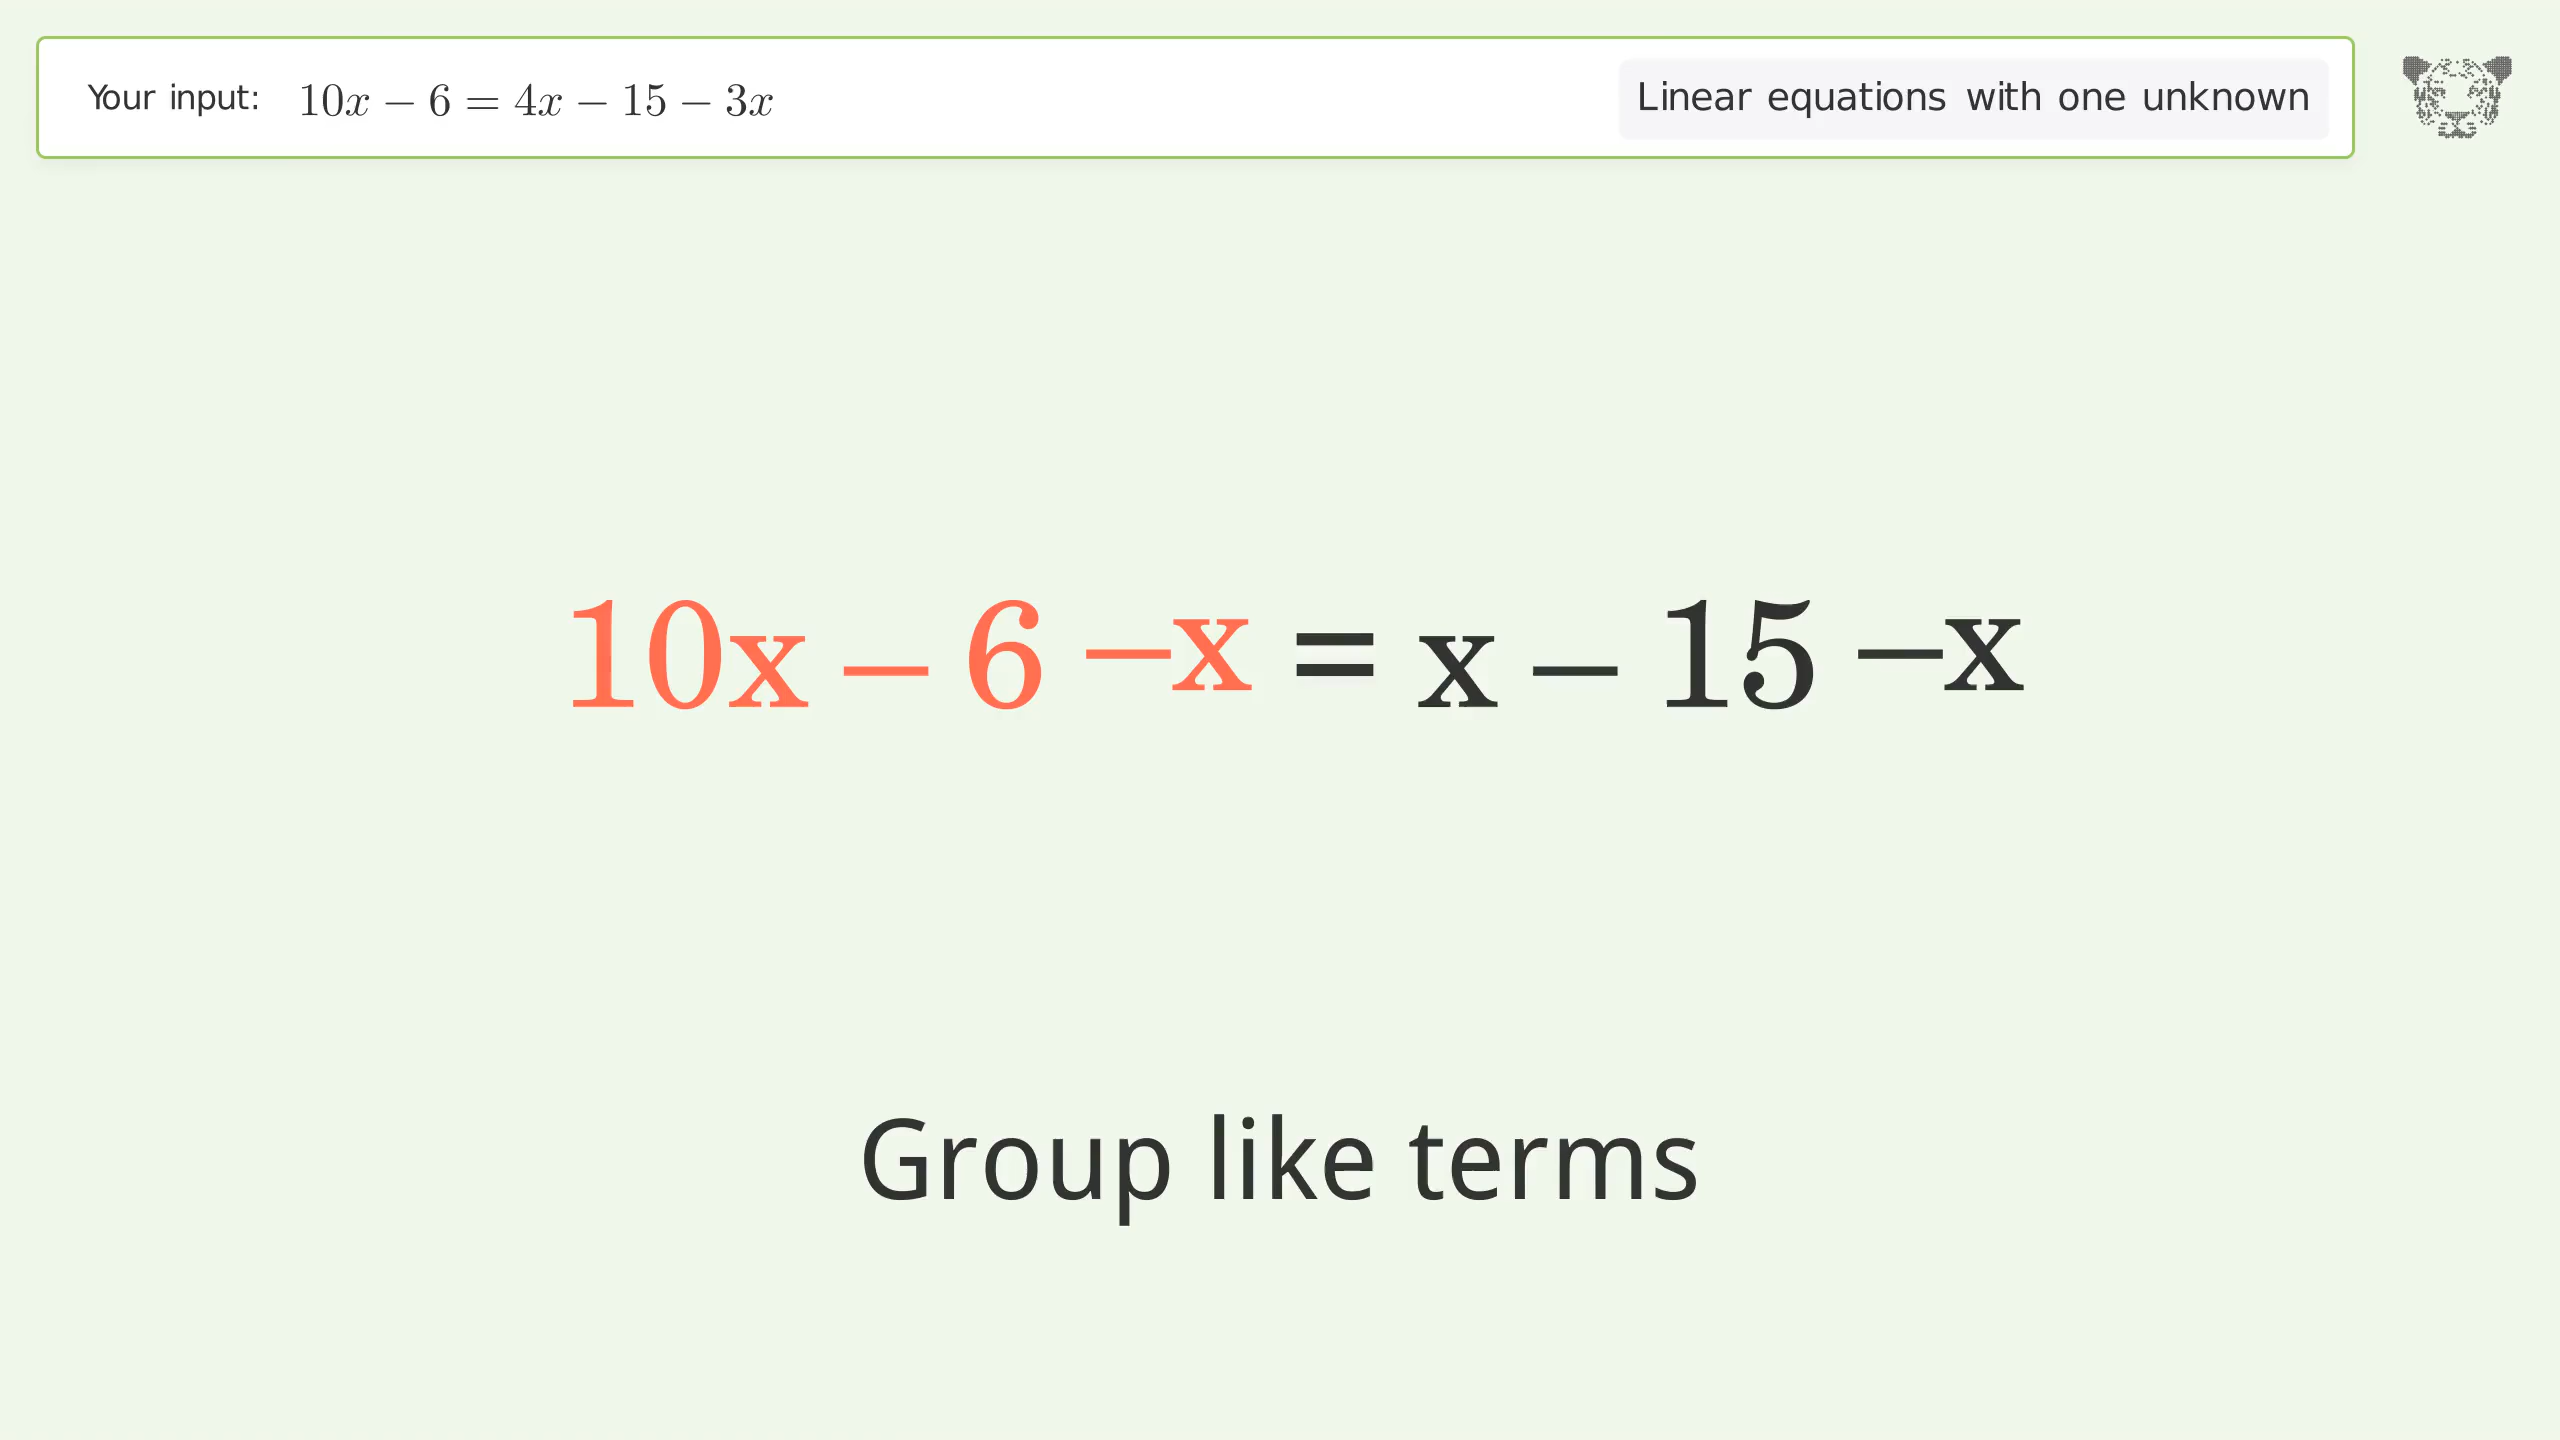 Your input: 10x – 6 = 4x – 15 – 3x
Linear equations with one unknown
10x – 6 –x = x – 15 –x
Group like terms